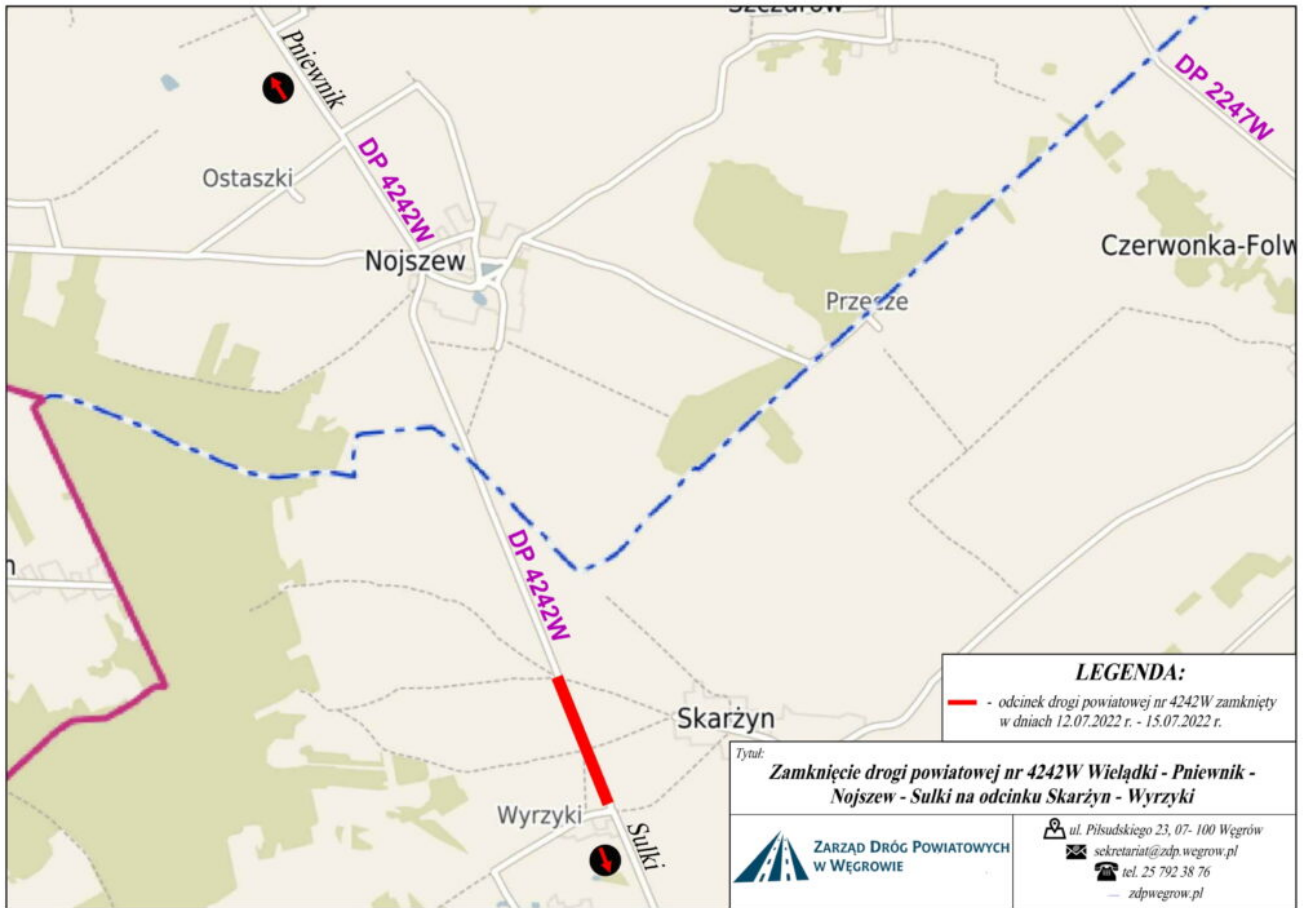 Szczurów
Pniewnik
DP 2247W
DP 4242W
Ostaszki
Nojszew
Czerwonka-Folw
Przęcze
DP 4242W
Skarżyn
Wyrzyki
Sulki
LEGENDA:
- odcinek drogi powiatowej nr 4242W zamknięty
w dniach 12.07.2022 r. - 15.07.2022 r.
Tytuł:
Zamknięcie drogi powiatowej nr 4242W Wielądki - Pniewnik -
Nojszew - Sulki na odcinku Skarżyn - Wyrzyki
ZARZĄD DRÓG POWIATOWYCH
W WĘGROWIE
ul. Piłsudskiego 23, 07- 100 Węgrów
sekretariat@zdp.wegrow.pl
tel. 25 792 38 76
zdpwegrow.pl